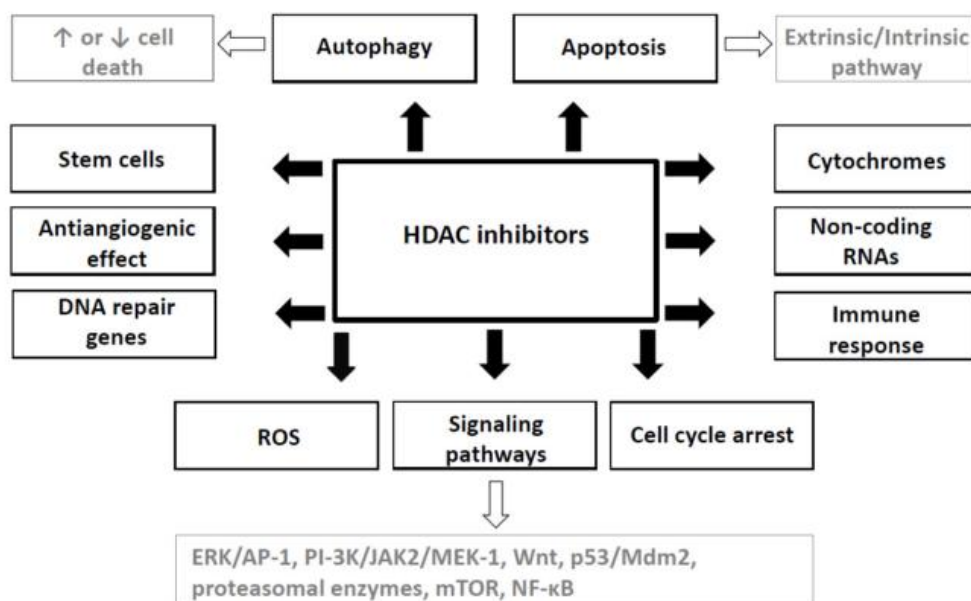 ↑ or ↓ cell
death
Autophagy
Apoptosis
Extrinsic/Intrinsic
pathway
Stem cells
Antiangiogenic
effect
DNA repair
genes
HDAC inhibitors
Cytochromes
Non-coding
RNAs
Immune
response
ROS
Signaling
pathways
Cell cycle arrest
ERK/AP-1, PI-3K/JAK2/MEK-1, Wnt, p53/Mdm2,
proteasomal enzymes, mTOR, NF-κB